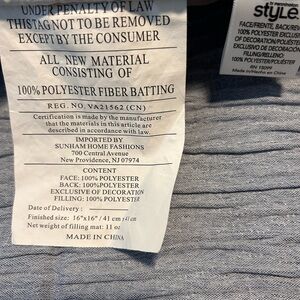 UNDER PENALTY OF LAW
THIS TAG NOT TO BE REMOVED
EXCEPT BY THE CONSUMER
ALL NEW MATERIAL
CONSISTING OF
100% POLYESTER FIBER BATTING
REG. NO. VA21562 (CN)
Certification is made by the manufacturer
that the materials in this article are
described in accordance with law.
IMPORTED BY
SUNHAM HOME FASHIONS
700 Central Avenue
New Providence, NJ 07974
CONTENT
FACE: 100% POLYESTER
BACK: 100% POLYESTER
EXCLUSIVE OF DECORATION
FILLING: 100% POLYESTER
Date of Delivery:
Finished size: 16"x16" / 41 cm x41 cm
Net weight of filling mat: 11 oz
MADE IN CHINA
style
FACE/FRENTE, BACK/REV
100% POLYESTER EXCLUS
OF DECORATION/POLIÉS
EXCLUSIVO DE DECORACI
FILLING/RELLENO
100% POLYESTER/POLIÉSTER
Made in/Hecho en China